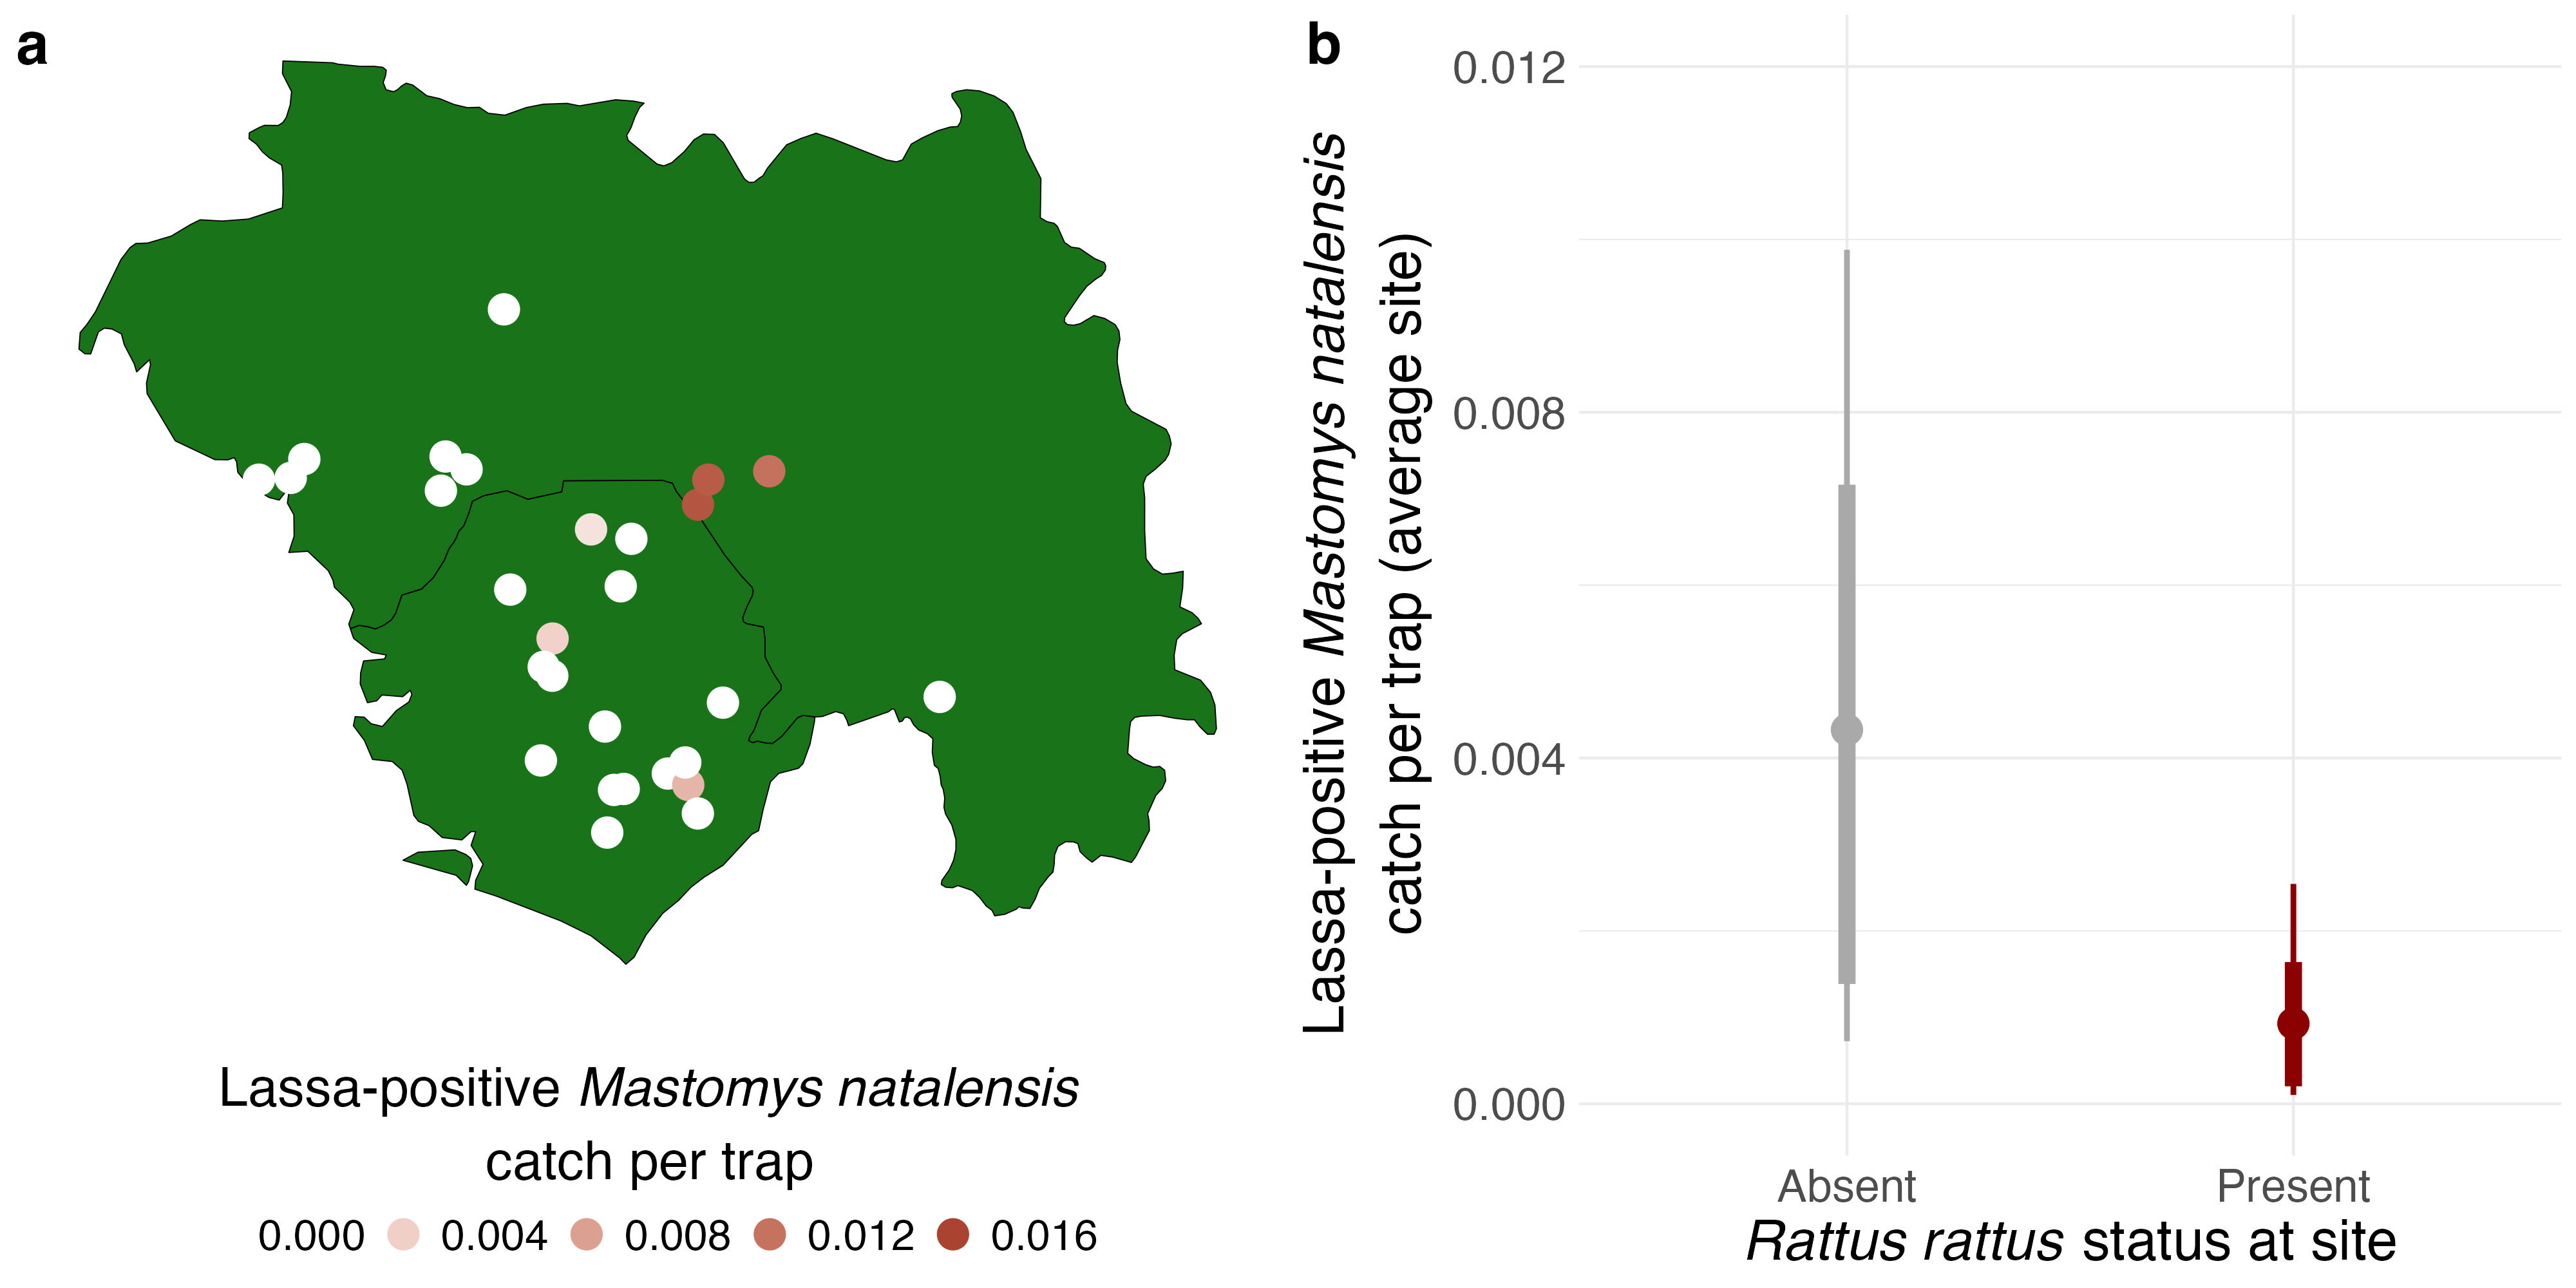 a
Lassa-positive Mastomys natalensis
catch per trap
0.000 0.004 0.008 0.012 0.016
b
Lassa-positive Mastomys natalensis
catch per trap (average site)
0.012
0.008
0.004
0.000
Absent Present
Rattus rattus status at site